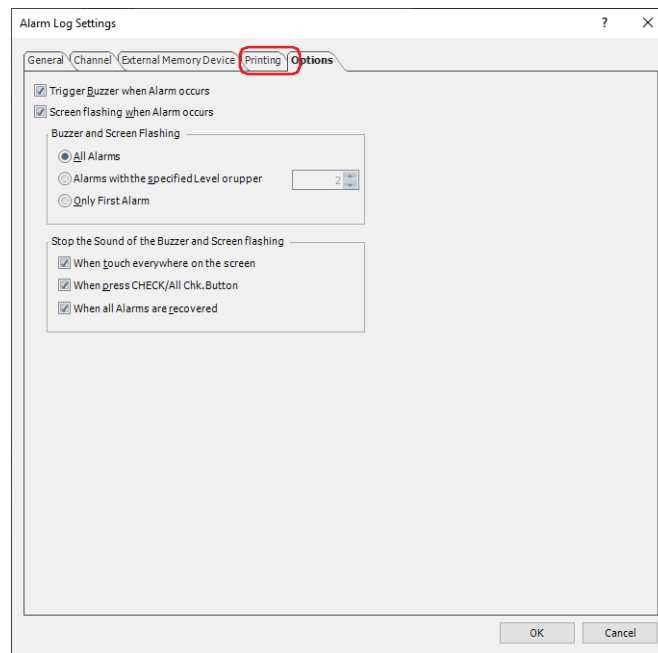 Alarm Log Settings ? X
General Channel External Memory Device Printing Options
Trigger Buzzer when Alarm occurs
Screen flashing when Alarm occurs
Buzzer and Screen Flashing
All Alarms
Alarms with the specified Level or upper 2
Only First Alarm
Stop the Sound of the Buzzer and Screen flashing
When touch everywhere on the screen
When press CHECK/All Chk. Button
When all Alarms are recovered
OK Cancel